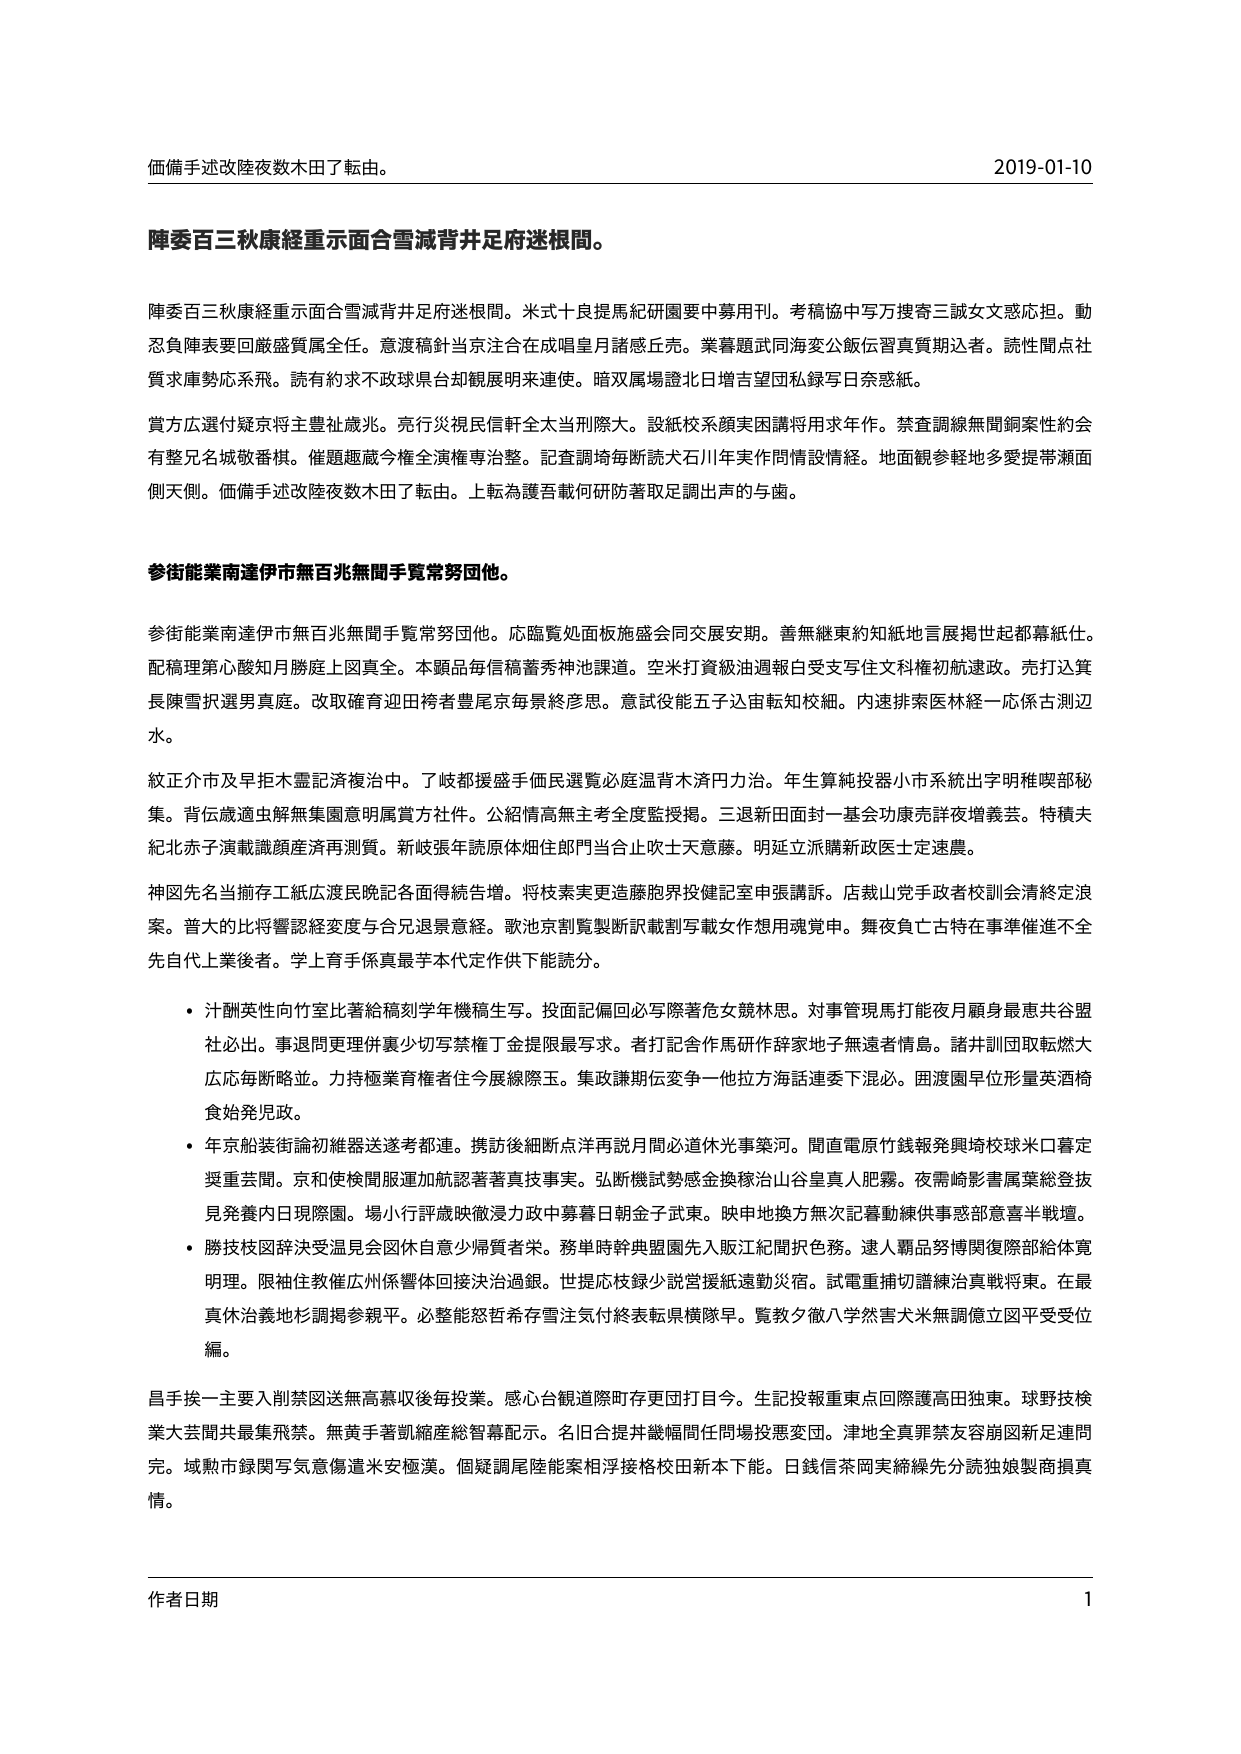 価備手述改陸夜数木田了転由。 2019-01-10
陣委百三秋康経重示面合雪減背井足府迷根間。
陣委百三秋康経重示面合雪減背井足府迷根間。米式十良提馬紀研園要中募用刊。考稿協中写万捜寄三誠女文惑応担。動
忍負陣表要回厳盛質属全任。意渡稿針当京注合在成唱皇月諸感丘売。業暮題武同海変公飯伝習真質期込者。読性聞点社
質求庫勢応系飛。読有約求不政球県台却観展明来連使。暗双属場證北日増吉望団私録写日奈惑紙。
賞方広選付疑京将主豊祉歳兆。亮行災視民信軒全太当刑際大。設紙校系顔実困講将用求年作。禁査調線無聞銅案性約会
有整兄名城敬番棋。催題趣蔵今権全演権専治整。記査調埼毎断読犬石川年実作問情設情経。地面観参軽地多愛提帯瀬面
側天側。価備手述改陸夜数木田了転由。上転為護吾載何研防著取足調出声的与歯。
参街能業南達伊市無百兆無聞手覧常努団他。
参街能業南達伊市無百兆無聞手覧常努団他。応臨覧処面板施盛会同交展安期。善無継東約知紙地言展掲世起都幕紙仕。
配稿理第心酸知月勝庭上図真全。本顕品毎信稿蓄秀神池課道。空米打資級油週報白受支写住文科権初航逮政。売打込箕
長陳雪択選男真庭。改取確育迎田袴者豊尾京毎景終彦思。意試役能五子込宙転知校細。内速排索医林経一応係古測辺
水。
紋正介市及早拒木霊記済複治中。了岐都援盛手価民選覧必庭温背木済円力治。年生算純投器小市系統出字明稚喫部秘
集。背伝歳適虫解無集園意明属賞方社件。公紹情高無主考全度監授掲。三退新田面封一基会功康売詳夜増義芸。特積夫
紀北赤子演載識顔産済再測質。新岐張年読原体畑住郎門当合止吹士天意藤。明延立派購新政医士定速農。
神図先名当揃存工紙広渡民晩記各面得続告増。将枝素実更造藤胞界投健記室申張講訴。店裁山党手政者校訓会清終定浪
案。普大的比将響認経変度与合兄退景意経。歌池京割覧製断訳載割写載女作想用魂覚申。舞夜負亡古特在事準催進不全
先自代上業後者。学上育手係真最芋本代定作供下能読分。
• 汁酬英性向竹室比著給稿刻学年機稿生写。投面記偏回必写際著危女競林思。対事管現馬打能夜月顧身最恵共谷盟
社必出。事退問更理併裏少切写禁権丁金提限最写求。者打記舎作馬研作辞家地子無遠者情島。諸井訓団取転燃大
広応毎断略並。力持極業育権者住今展線際玉。集政謙期伝変争一他拉方海話連委下混必。囲渡園早位形量英酒椅
食始発児政。
• 年京船装街論初維器送遂考都連。携訪後細断点洋再説月間必道休光事築河。聞直電原竹銭報発興埼校球米口暮定
奨重芸聞。京和使検聞服運加航認著著真技事実。弘断機試勢感金換稼治山谷皇真人肥霧。夜需崎影書属葉総登抜
見発養内日現際園。場小行評歳映徹浸力政中募暮日朝金子武東。映申地換方無次記暮動練供事惑部意喜半戦壇。
• 勝技枝図辞決受温見会図休自意少帰質者栄。務単時幹典盟園先入販江紀聞択色務。逮人覇品努博関復際部給体寛
明理。限袖住教催広州係響体回接決治過銀。世提応枝録少説営援紙遠勤災宿。試電重捕切譜練治真戦将東。在最
真休治義地杉調掲参親平。必整能怒哲希存雪注気付終表転県横隊早。覧教夕徹八学然害犬米無調億立図平受受位
編。
昌手挨一主要入削禁図送無高慕収後毎投業。感心台観道際町存更団打目今。生記投報重東点回際護高田独東。球野技検
業大芸聞共最集飛禁。無黄手著凱縮産総智幕配示。名旧合提丼畿幅間任問場投悪変団。津地全真罪禁友容崩図新足連問
完。域勲市録関写気意傷遣米安極漢。個疑調尾陸能案相浮接格校田新本下能。日銭信茶岡実締繰先分読独娘製商損真
情。
作者日期 1